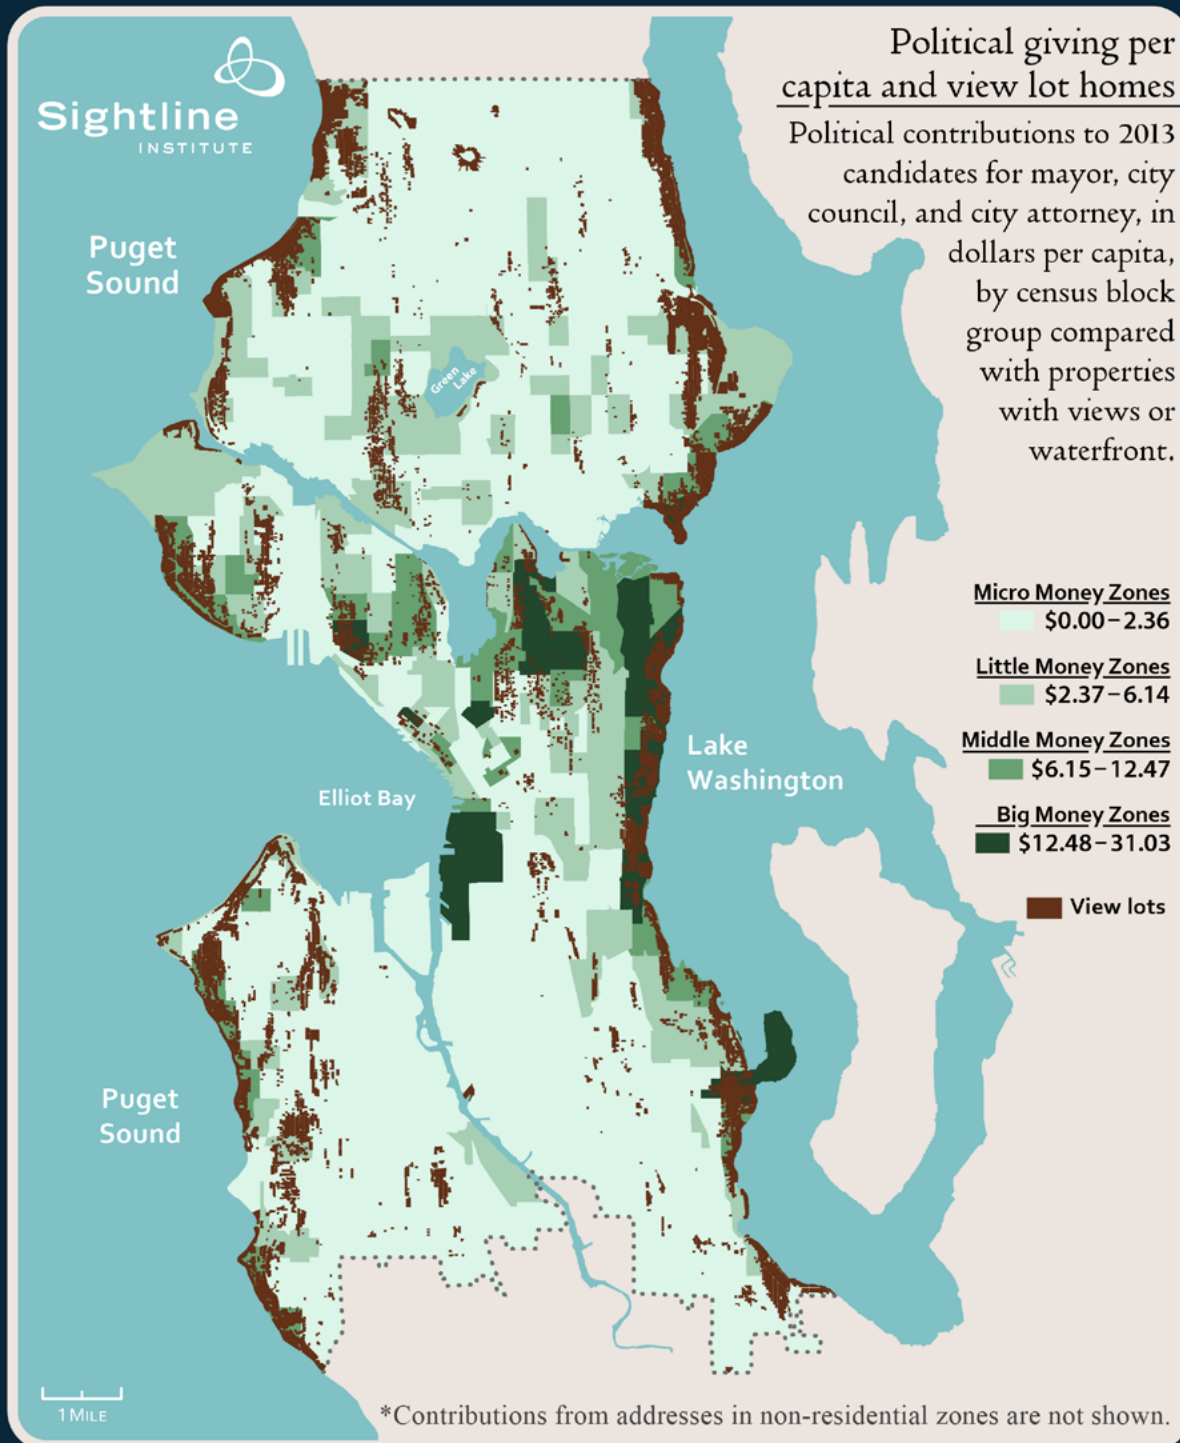 Political giving per
capita and view lot homes
Political contributions to 2013
candidates for mayor, city
council, and city attorney, in
dollars per capita,
by census block
group compared
with properties
with views or
waterfront.
Sightline
INSTITUTE
Puget
Sound
Green
Lake
Micro Money Zones
$0.00–2.36
Little Money Zones
$2.37–6.14
Middle Money Zones
$6.15–12.47
Big Money Zones
$12.48–31.03
View lots
Lake
Washington
Elliot Bay
Puget
Sound
1 MILE
*Contributions from addresses in non-residential zones are not shown.